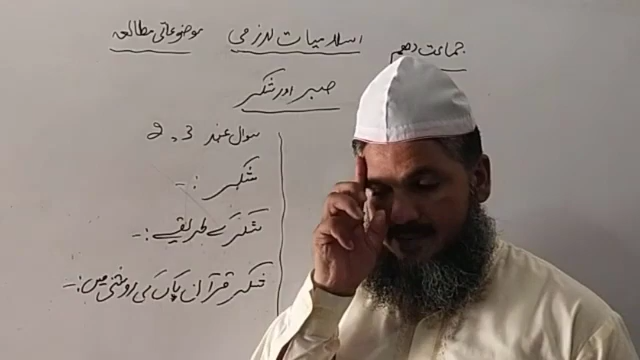 جماعت دہم اسلامیات لازمی موضوعاتی مطالعہ
صبر اور شکر
سوال نمبر 3 ، 2
شکر :-
شکر کے طریقے :-
شکر قرآن پاک کی روشنی میں :-